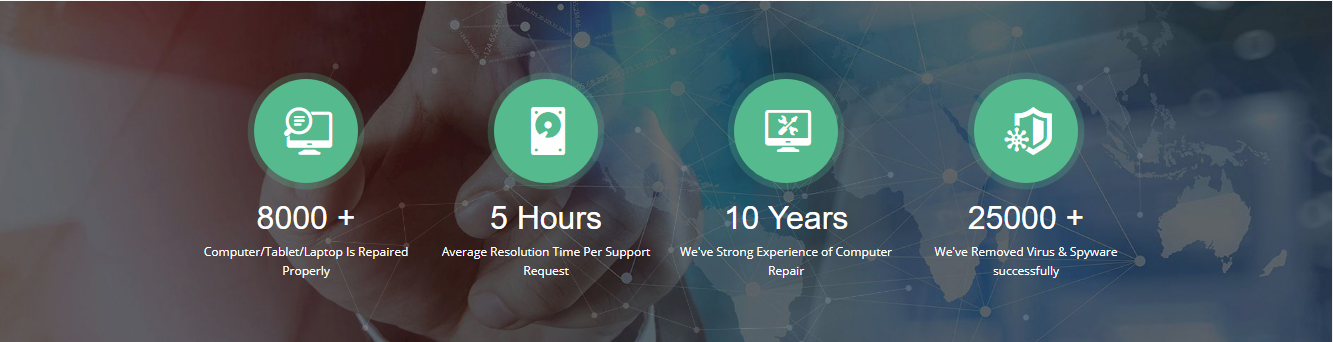 8000 +
Computer/Tablet/Laptop Is Repaired
Properly
5 Hours
Average Resolution Time Per Support
Request
10 Years
We've Strong Experience of Computer
Repair
25000 +
We've Removed Virus & Spyware
successfully